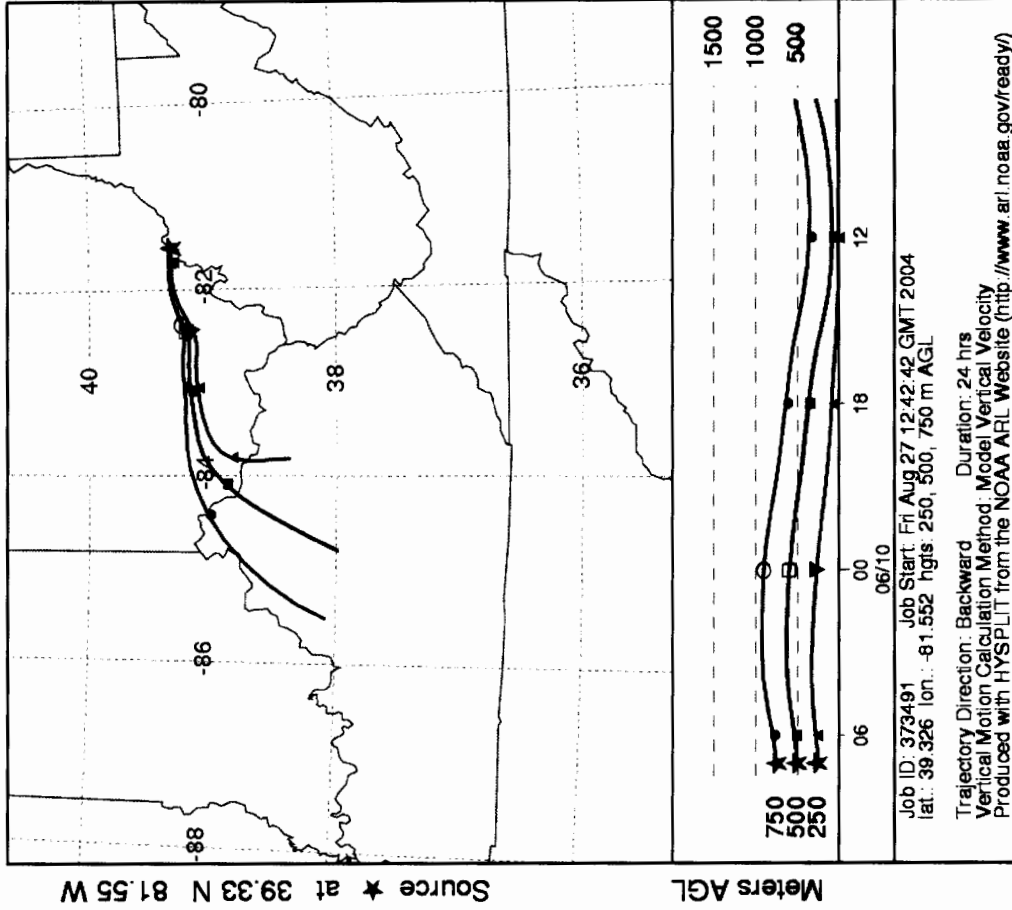 Source ★ at 39.33 N 81.55 W
40
38
36
-80
-82
-84
-86
-88
Meters AGL
1500
1000
500
750
500
250
06
00
18
12
06/10
Job ID: 373491 Job Start: Fri Aug 27 12:42:42 GMT 2004
lat.: 39.326 lon.: -81.552 hgts: 250, 500, 750 m AGL
Trajectory Direction: Backward Duration: 24 hrs
Vertical Motion Calculation Method: Model Vertical Velocity
Produced with HYSPLIT from the NOAA ARL Website (http://www.arl.noaa.gov/ready/)